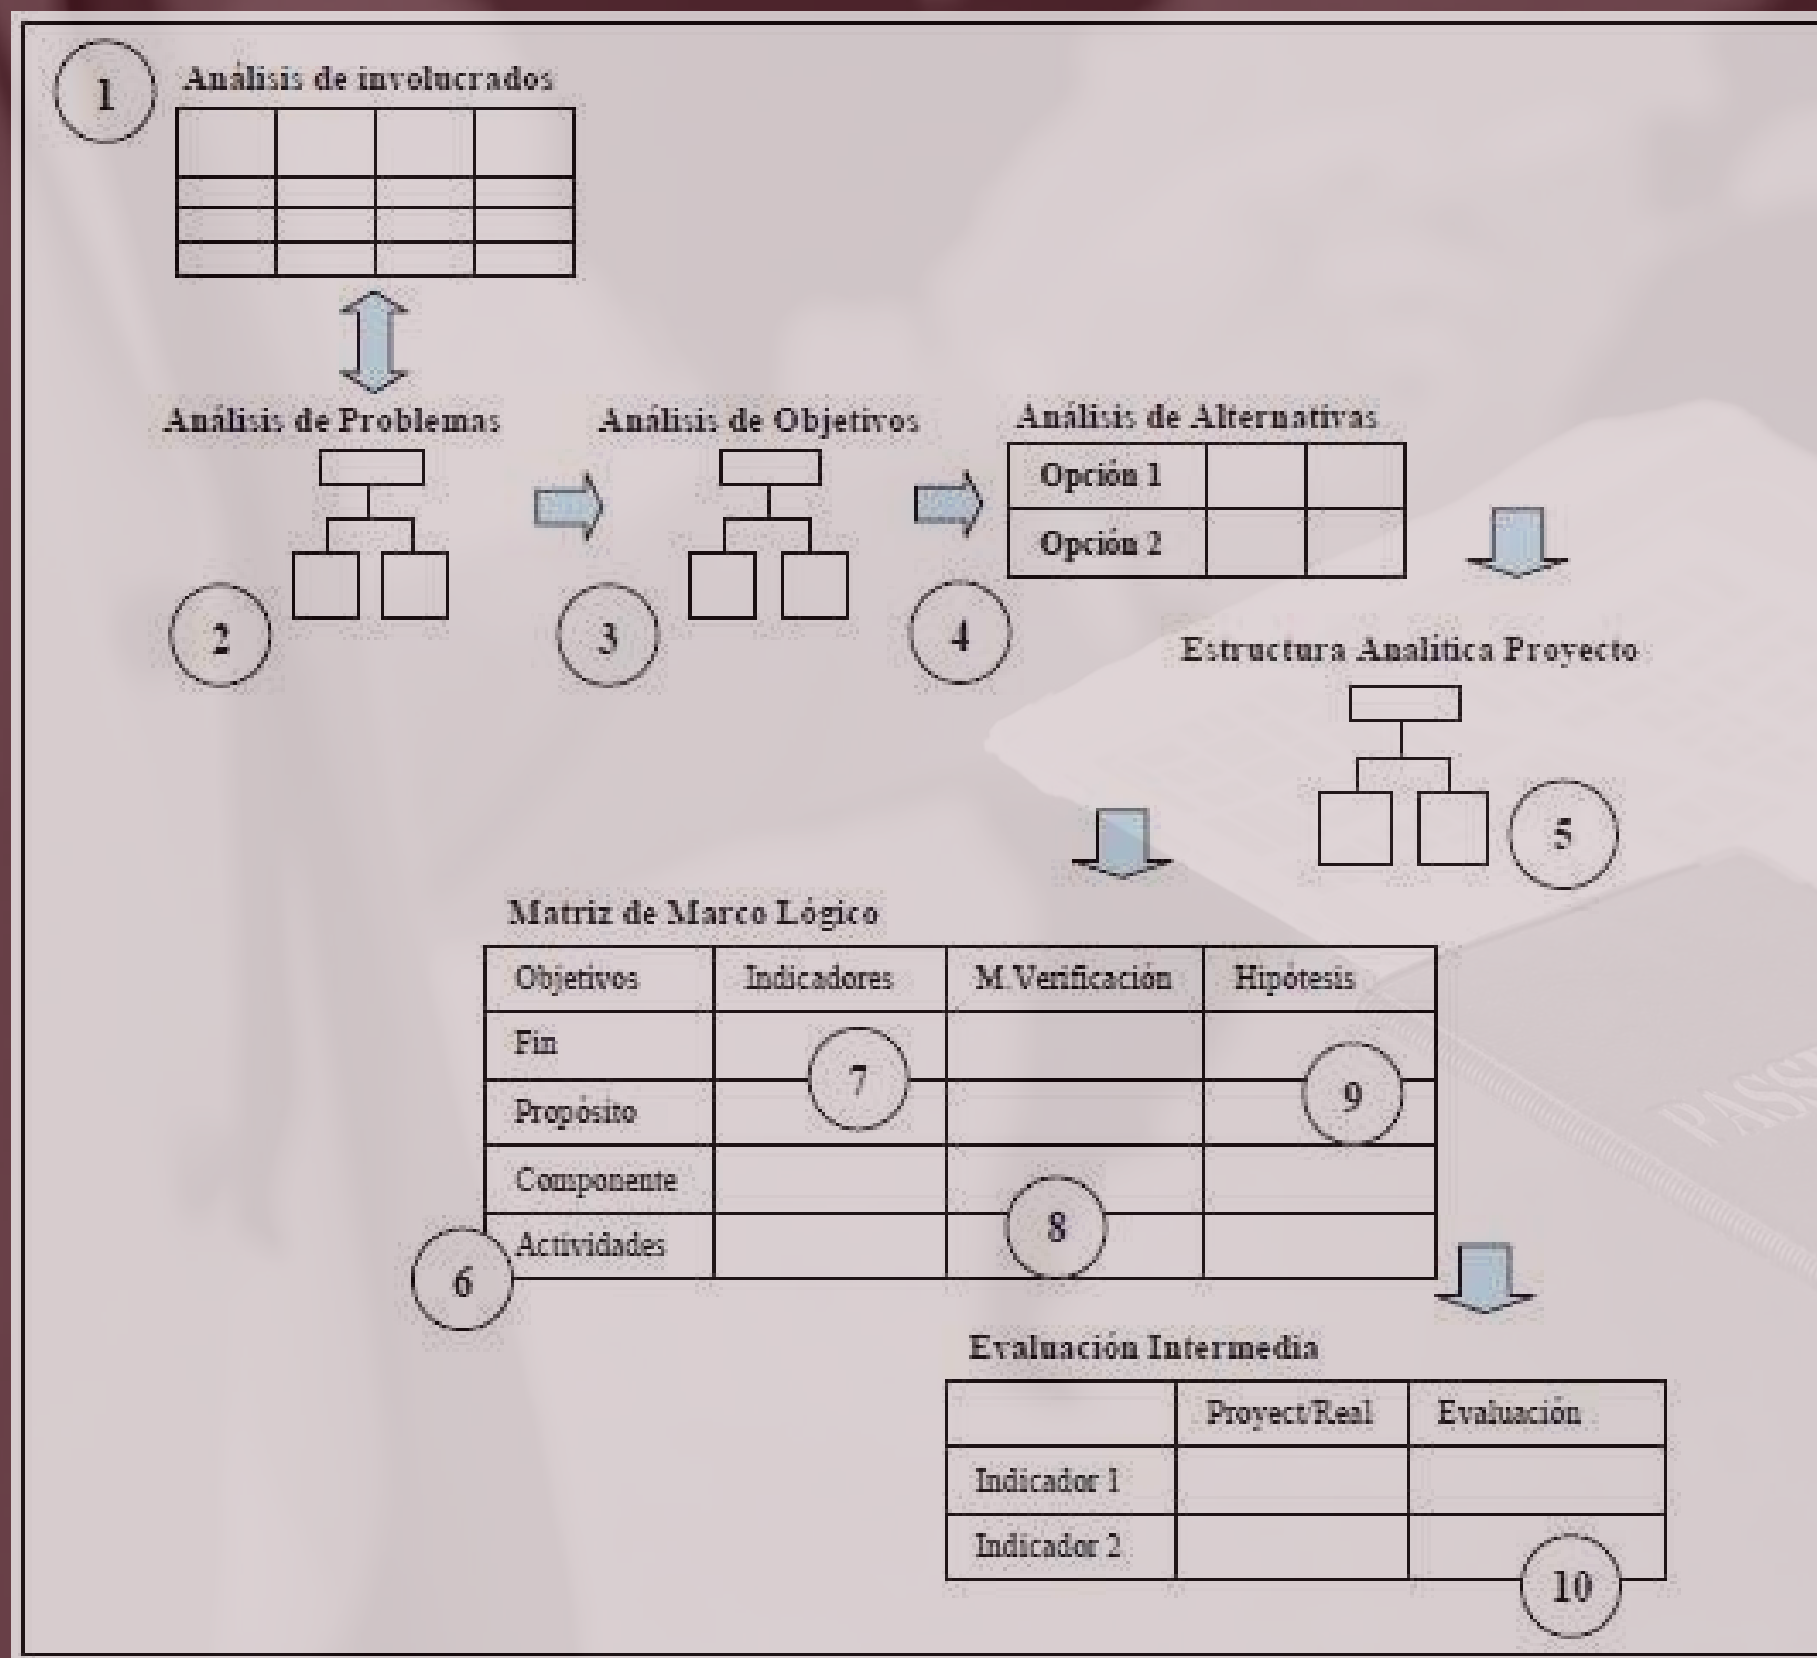 1
Análisis de involucrados
Análisis de Problemas
Análisis de Objetivos
Análisis de Alternativas
Opción 1
Opción 2
2
3
4
Estructura Analítica Proyecto
5
Matriz de Marco Lógico
Objetivos Indicadores M.Verificación Hipótesis
Fin
7
9
Propósito
Componente
8
Actividades
6
Evaluación Intermedia
Proyect/Real Evaluación
Indicador 1
Indicador 2
10
PASS